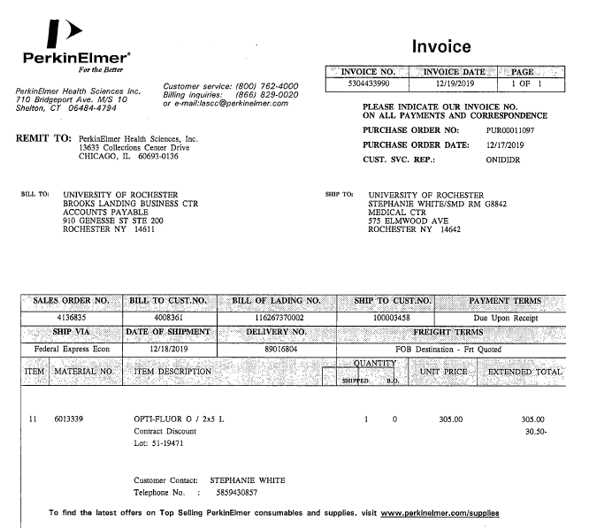 PerkinElmer®
For the Better
Invoice
PerkinElmer Health Sciences Inc.
710 Bridgeport Ave. M/S 10
Shelton, CT 06484-4794
Customer service: (800) 762-4000
Billing inquiries: (866) 829-0020
or e-mail:lascc@perkinelmer.com
INVOICE NO. INVOICE DATE PAGE
5304433990 12/19/2019 1 OF 1
PLEASE INDICATE OUR INVOICE NO.
ON ALL PAYMENTS AND CORRESPONDENCE
REMIT TO: PerkinElmer Health Sciences, Inc.
13633 Collections Center Drive
CHICAGO, IL 60693-0136
PURCHASE ORDER NO: PUR00011097
PURCHASE ORDER DATE: 12/17/2019
CUST. SVC. REP.: ONIDIDR
BILL TO: UNIVERSITY OF ROCHESTER
BROOKS LANDING BUSINESS CTR
ACCOUNTS PAYABLE
910 GENESSE ST STE 200
ROCHESTER NY 14611
SHIP TO: UNIVERSITY OF ROCHESTER
STEPHANIE WHITE/SMD RM G8842
MEDICAL CTR
575 ELMWOOD AVE
ROCHESTER NY 14642
SALES ORDER NO. BILL TO CUST.NO. BILL OF LADING NO. SHIP TO CUST.NO. PAYMENT TERMS
4136835 4008361 116267370002 100003458 Due Upon Receipt
SHIP VIA DATE OF SHIPMENT DELIVERY NO. FREIGHT TERMS
Federal Express Econ 12/18/2019 89016804 FOB Destination - Frt Quoted
ITEM MATERIAL NO. ITEM DESCRIPTION QUANTITY SHIPPED B.O. UNIT PRICE EXTENDED TOTAL
11 6013339 OPTI-FLUOR O / 2x5 L 1 0 305.00 305.00
Contract Discount 30.50-
Lot: 51-19471
Customer Contact: STEPHANIE WHITE
Telephone No. : 5859430857
To find the latest offers on Top Selling PerkinElmer consumables and supplies, visit www.perkinelmer.com/supplies